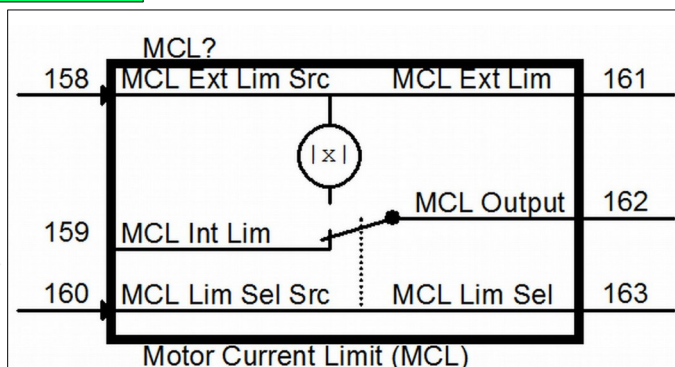 MCL?
158 MCL Ext Lim Src MCL Ext Lim 161
|x|
MCL Output 162
159 MCL Int Lim
160 MCL Lim Sel Src MCL Lim Sel 163
Motor Current Limit (MCL)